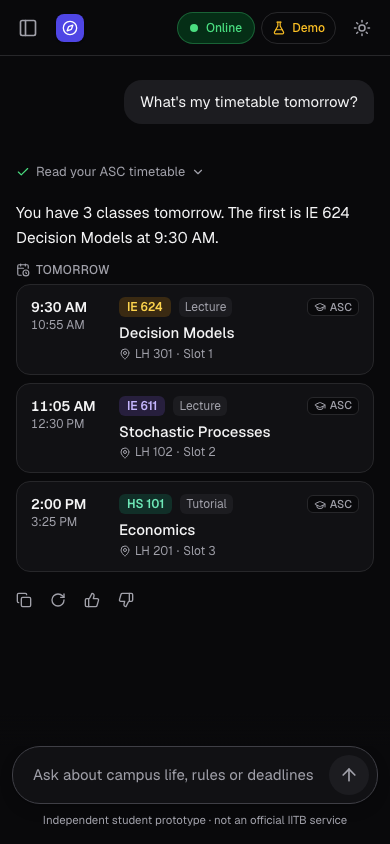 Online
Demo
What's my timetable tomorrow?
Read your ASC timetable
You have 3 classes tomorrow. The first is IE 624
Decision Models at 9:30 AM.
TOMORROW
9:30 AM IE 624 Lecture ASC
10:55 AM
Decision Models
LH 301 · Slot 1
11:05 AM IE 611 Lecture ASC
12:30 PM
Stochastic Processes
LH 102 · Slot 2
2:00 PM HS 101 Tutorial ASC
3:25 PM
Economics
LH 201 · Slot 3
Ask about campus life, rules or deadlines
Independent student prototype · not an official IITB service